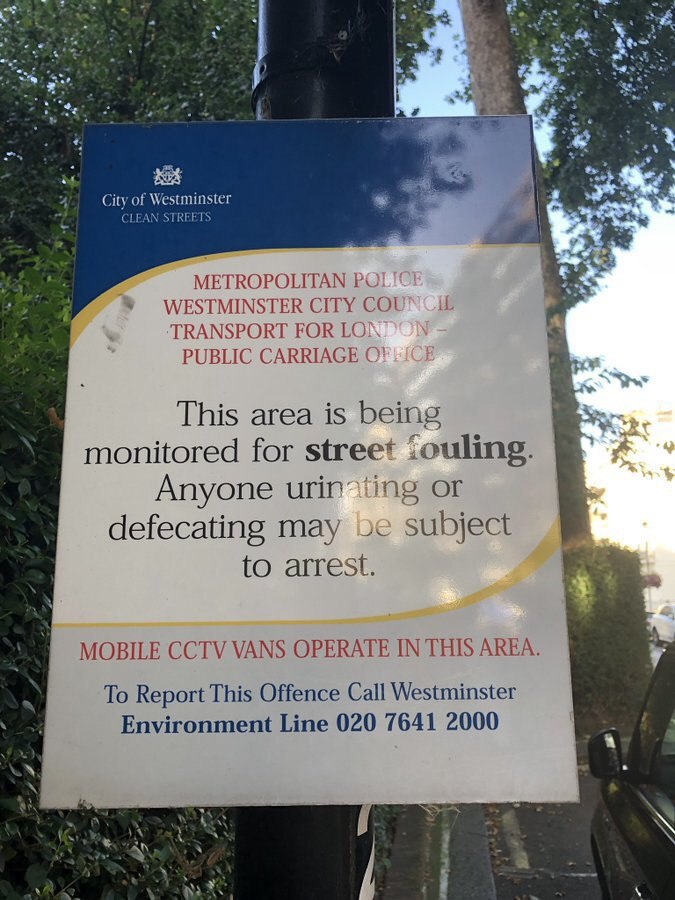 City of Westminster
CLEAN STREETS
METROPOLITAN POLICE
WESTMINSTER CITY COUNCIL
TRANSPORT FOR LONDON –
PUBLIC CARRIAGE OFFICE
This area is being
monitored for street fouling.
Anyone urinating or
defecating may be subject
to arrest.
MOBILE CCTV VANS OPERATE IN THIS AREA.
To Report This Offence Call Westminster
Environment Line 020 7641 2000